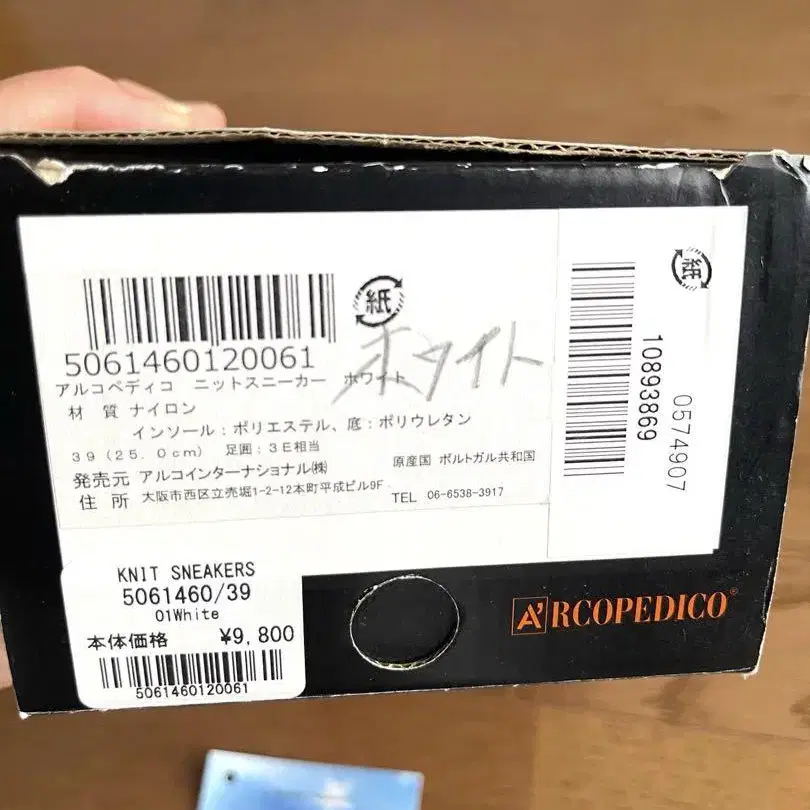 5061460120061
紙
ホワイト
アルコペディコ ニットスニーカー ホワイト
材 質 ナイロン
インソール:ポリエステル、底:ポリウレタン
39(25.0cm) 足囲:3E相当
発売元 アルコインターナショナル㈱
原産国 ポルトガル共和国
住 所 大阪市西区立売堀1-2-12本町平成ビル9F
TEL 06-6538-3917
紙
10893869
0574907
KNIT SNEAKERS
5061460/39
01White
本体価格 ¥9,800
5061460120061
A'RCOPEDICO®